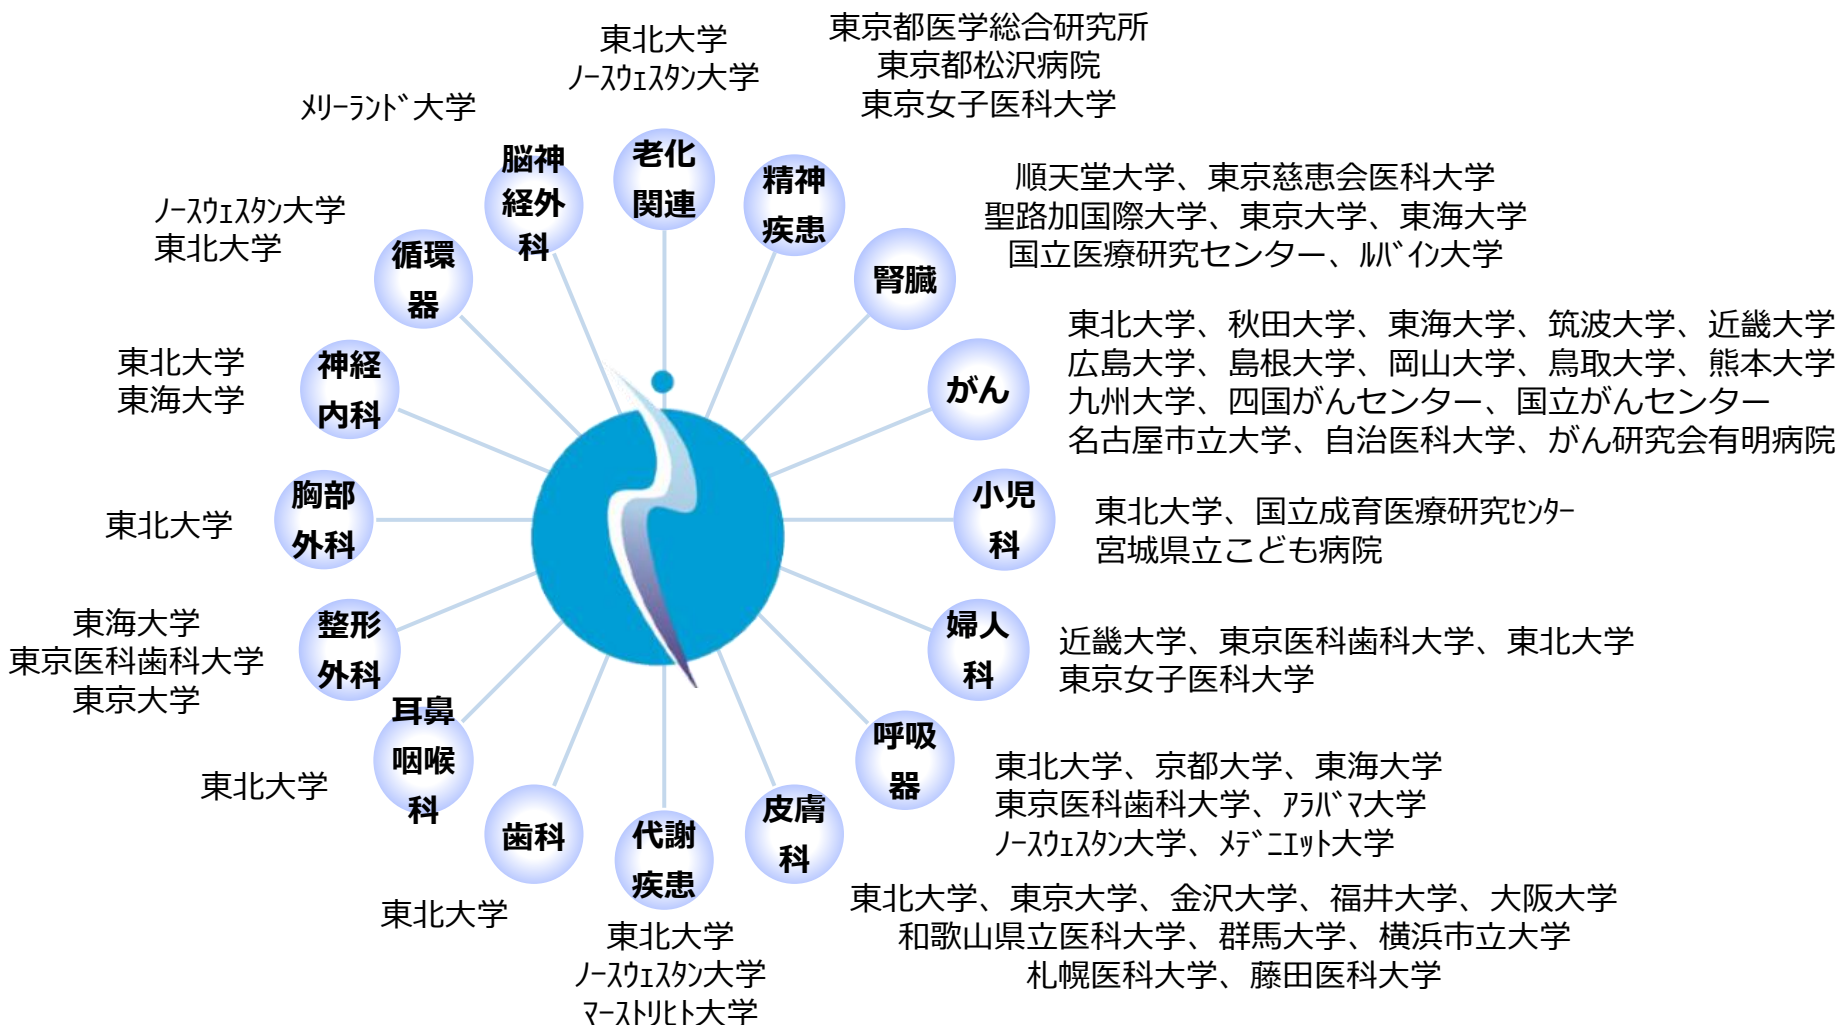 東北大学
ﾉｰｽｳｪｽﾀﾝ大学
老化
関連
東京都医学総合研究所
東京都松沢病院
東京女子医科大学
精神
疾患
順天堂大学、東京慈恵会医科大学
聖路加国際大学、東京大学、東海大学
国立医療研究センター、ﾙﾊﾞｲﾝ大学
腎臓
東北大学、秋田大学、東海大学、筑波大学、近畿大学
広島大学、島根大学、岡山大学、鳥取大学、熊本大学
九州大学、四国がんセンター、国立がんセンター
名古屋市立大学、自治医科大学、がん研究会有明病院
がん
小児
科
東北大学、国立成育医療研究ｾﾝﾀｰ
宮城県立こども病院
婦人
科
近畿大学、東京医科歯科大学、東北大学
東京女子医科大学
呼吸
器
東北大学、京都大学、東海大学
東京医科歯科大学、ｱﾗﾊﾞﾏ大学
ﾉｰｽｳｪｽﾀﾝ大学、ﾒﾃﾞﾆｴｯﾄ大学
皮膚
科
東北大学、東京大学、金沢大学、福井大学、大阪大学
和歌山県立医科大学、群馬大学、横浜市立大学
札幌医科大学、藤田医科大学
代謝
疾患
東北大学
ﾉｰｽｳｪｽﾀﾝ大学
ﾏｰｽﾄﾘﾋﾄ大学
歯科
東北大学
耳鼻
咽喉
科
東北大学
整形
外科
東海大学
東京医科歯科大学
東京大学
胸部
外科
東北大学
神経
内科
東北大学
東海大学
循環
器
ﾉｰｽｳｪｽﾀﾝ大学
東北大学
脳神
経外
科
ﾒﾘｰﾗﾝﾄﾞ大学